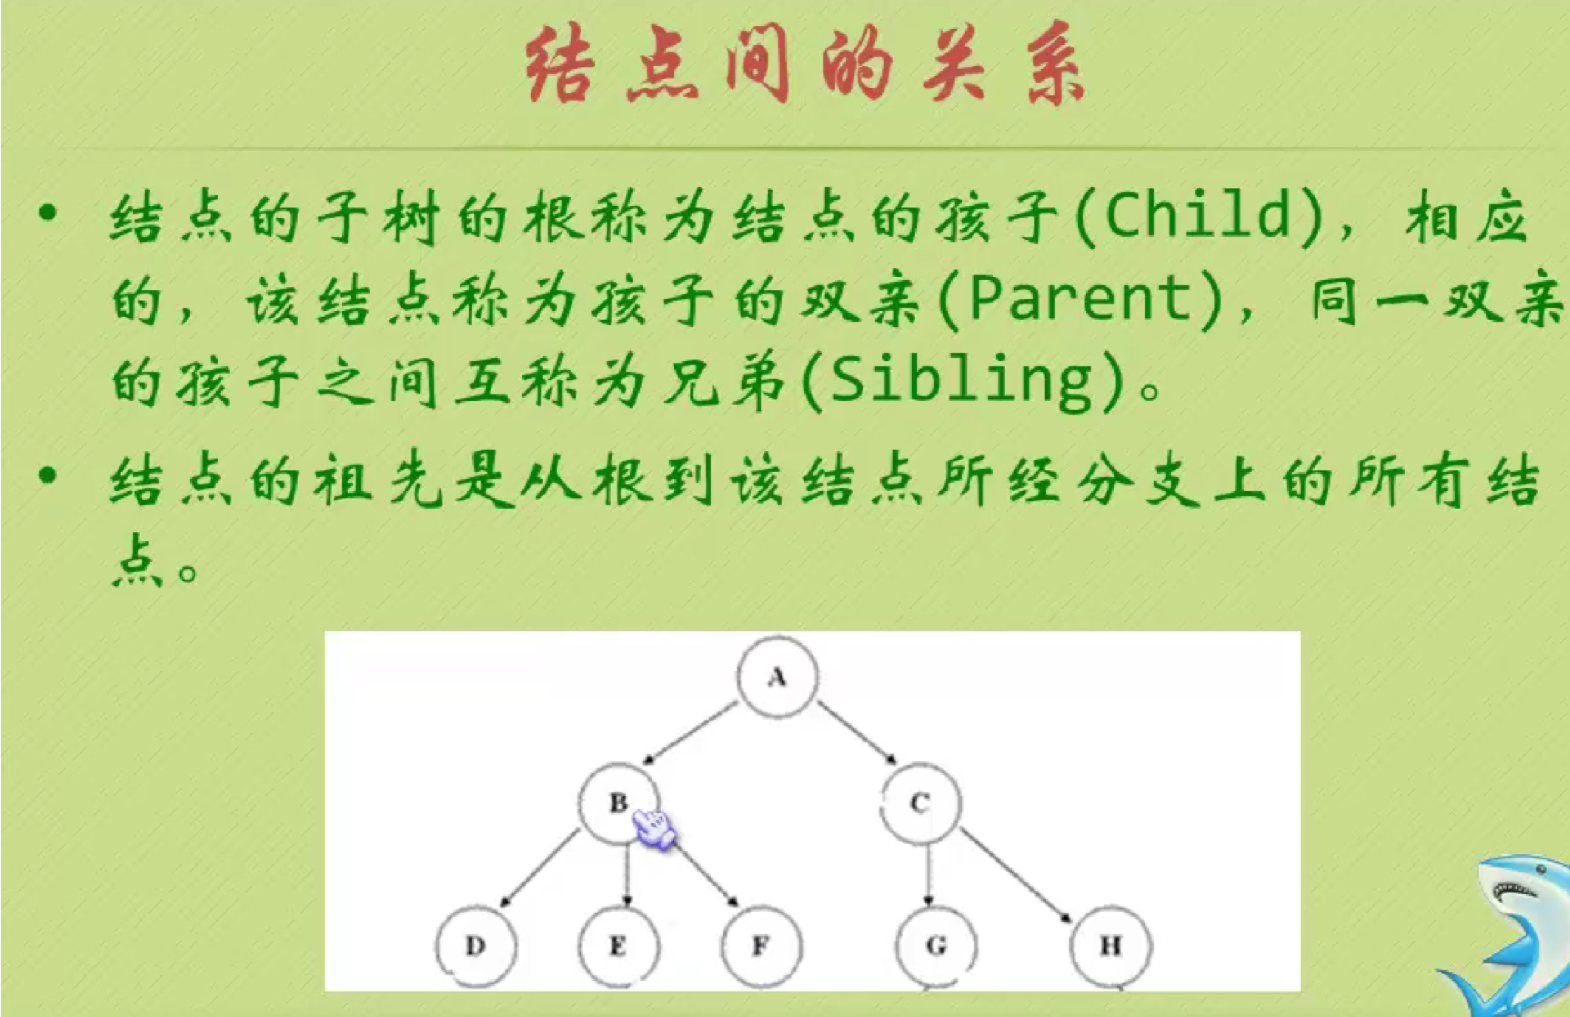 结点间的关系
• 结点的子树的根称为结点的孩子(Child)，相应
的，该结点称为孩子的双亲(Parent)，同一双亲
的孩子之间互称为兄弟(Sibling)。
• 结点的祖先是从根到该结点所经分支上的所有结
点。
A
B C
D E F G H